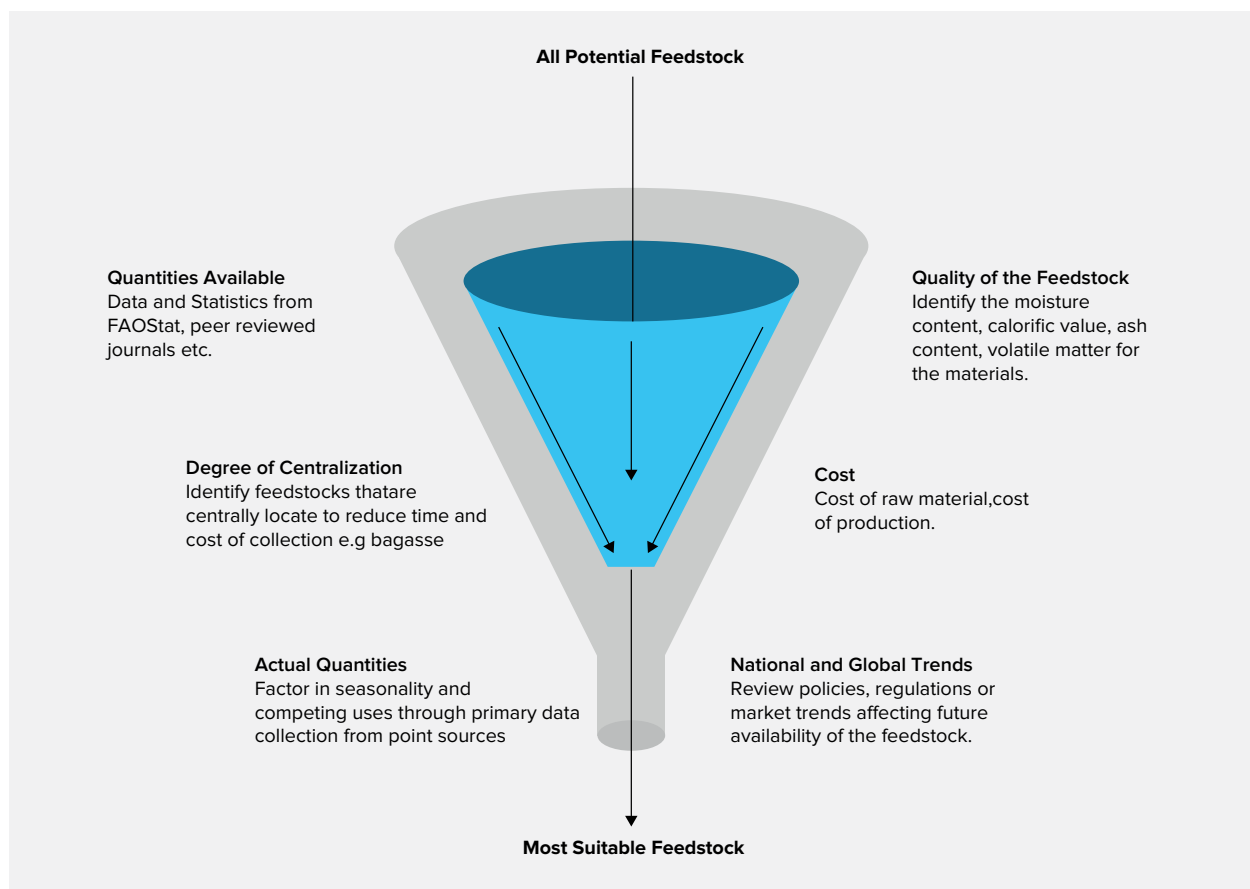 All Potential Feedstock
Quantities Available
Data and Statistics from
FAOStat, peer reviewed
journals etc.
Quality of the Feedstock
Identify the moisture
content, calorific value, ash
content, volatile matter for
the materials.
Degree of Centralization
Identify feedstocks thatare
centrally locate to reduce time and
cost of collection e.g bagasse
Cost
Cost of raw material,cost
of production.
Actual Quantities
Factor in seasonality and
competing uses through primary data
collection from point sources
National and Global Trends
Review policies, regulations or
market trends affecting future
availability of the feedstock.
Most Suitable Feedstock